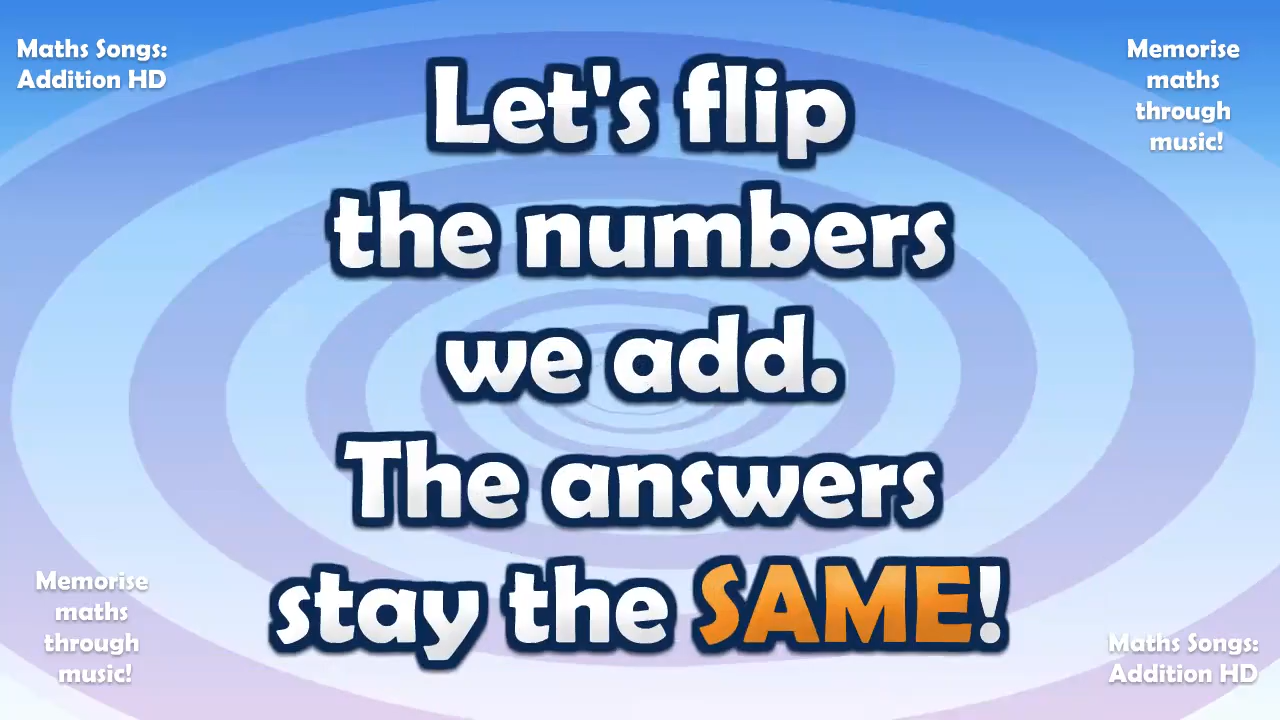 Maths Songs:
Addition HD
Memorise
maths
through
music!
Let's flip
the numbers
we add.
The answers
stay the SAME!
Memorise
maths
through
music!
Maths Songs:
Addition HD